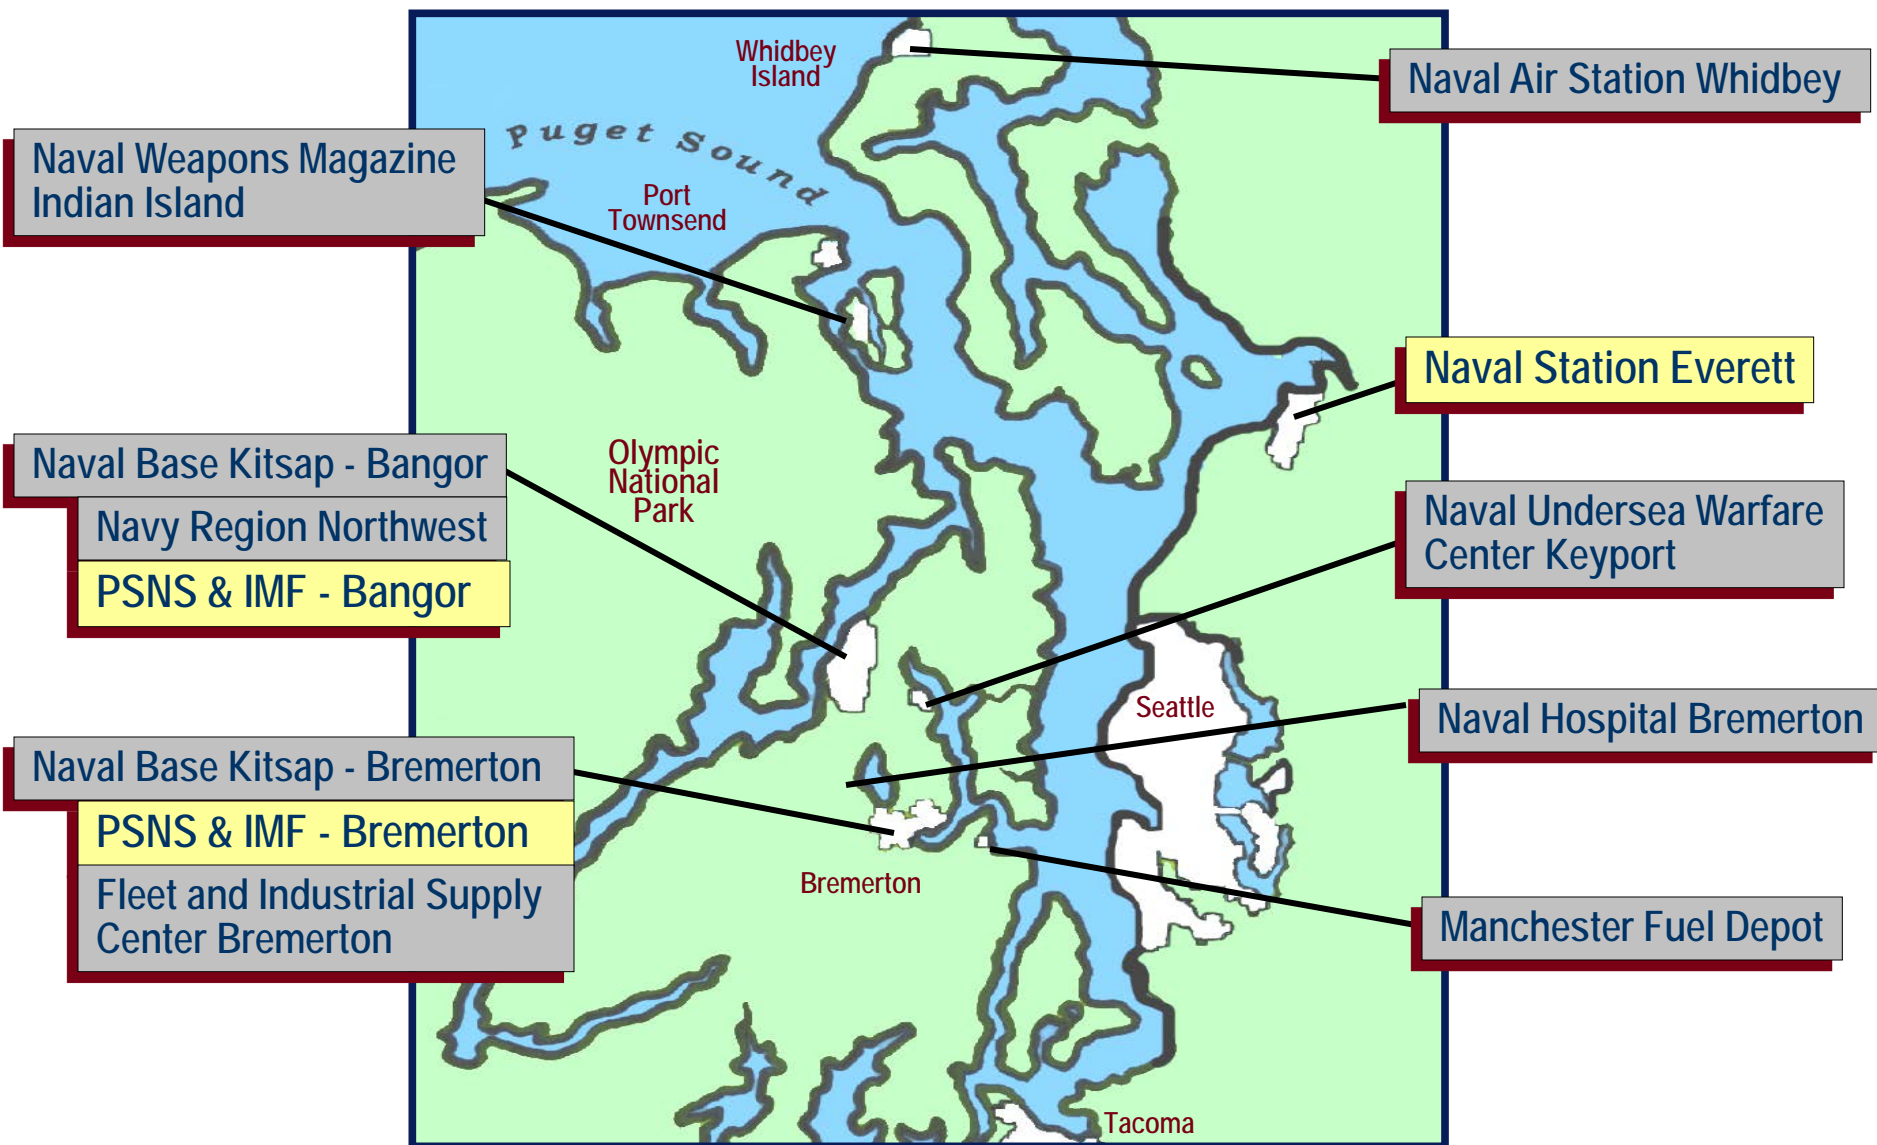 Whidbey
Island
Naval Air Station Whidbey
Puget Sound
Naval Weapons Magazine
Indian Island
Port
Townsend
Naval Station Everett
Naval Base Kitsap - Bangor
Navy Region Northwest
PSNS & IMF - Bangor
Olympic
National
Park
Naval Undersea Warfare
Center Keyport
Seattle
Naval Hospital Bremerton
Naval Base Kitsap - Bremerton
PSNS & IMF - Bremerton
Fleet and Industrial Supply
Center Bremerton
Bremerton
Manchester Fuel Depot
Tacoma